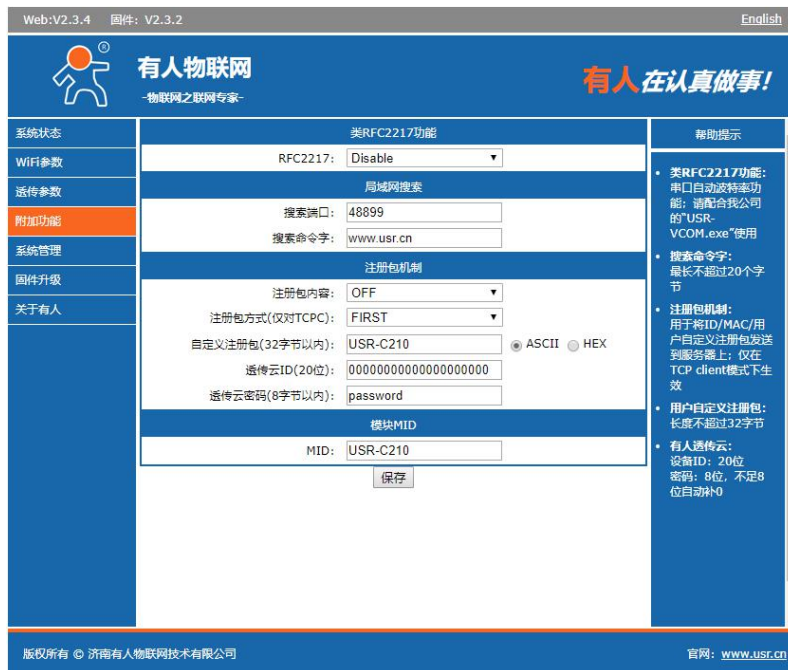 Web:V2.3.4 固件: V2.3.2 English
®
有人物联网
-物联网之联网专家-
有人在认真做事!
系统状态
WiFi参数
透传参数
附加功能
系统管理
固件升级
关于有人
类RFC2217功能
RFC2217: Disable
局域网搜索
搜索端口: 48899
搜索命令字: www.usr.cn
注册包机制
注册包内容: OFF
注册包方式(仅对TCPC): FIRST
自定义注册包(32字节以内): USR-C210 ASCII HEX
透传云ID(20位): 00000000000000000000
透传云密码(8字节以内): password
模块MID
MID: USR-C210
保存
帮助提示
• 类RFC2217功能:
串口自动波特率功
能; 请配合我公司
的"USR-
VCOM.exe"使用
• 搜索命令字:
最长不超过20个字
节
• 注册包机制:
用于将ID/MAC/用
户自定义注册包发送
到服务器上; 仅在
TCP client模式下生
效
• 用户自定义注册包:
长度不超过32字节
• 有人透传云:
设备ID: 20位
密码: 8位, 不足8
位自动补0
版权所有 © 济南有人物联网技术有限公司
官网: www.usr.cn